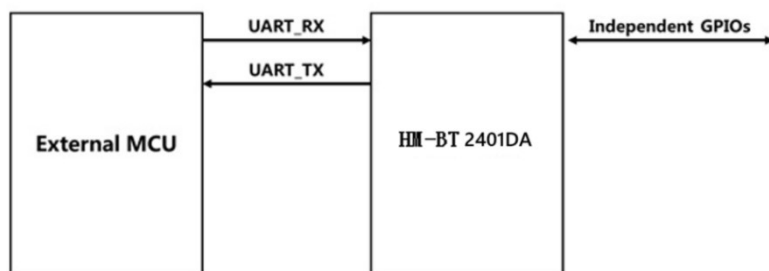 UART_RX
Independent GPIOs
UART_TX
External MCU
HM-BT 2401DA